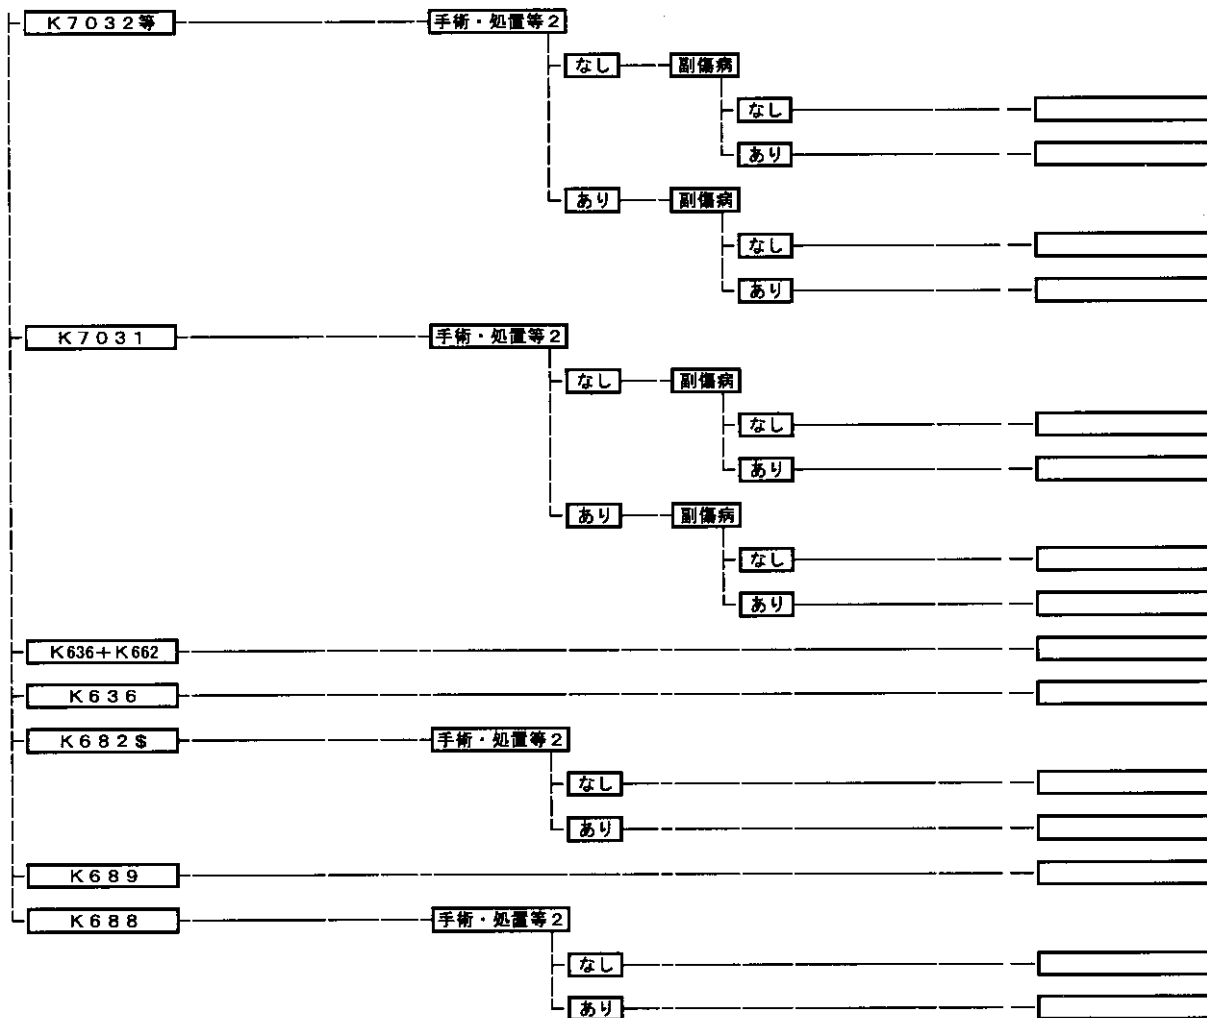 K7032等 手術・処置等2
なし 副傷病
なし
あり
あり 副傷病
なし
あり
K7031 手術・処置等2
なし 副傷病
なし
あり
あり 副傷病
なし
あり
K636+K662
K636
K682$ 手術・処置等2
なし
あり
K689
K688 手術・処置等2
なし
あり